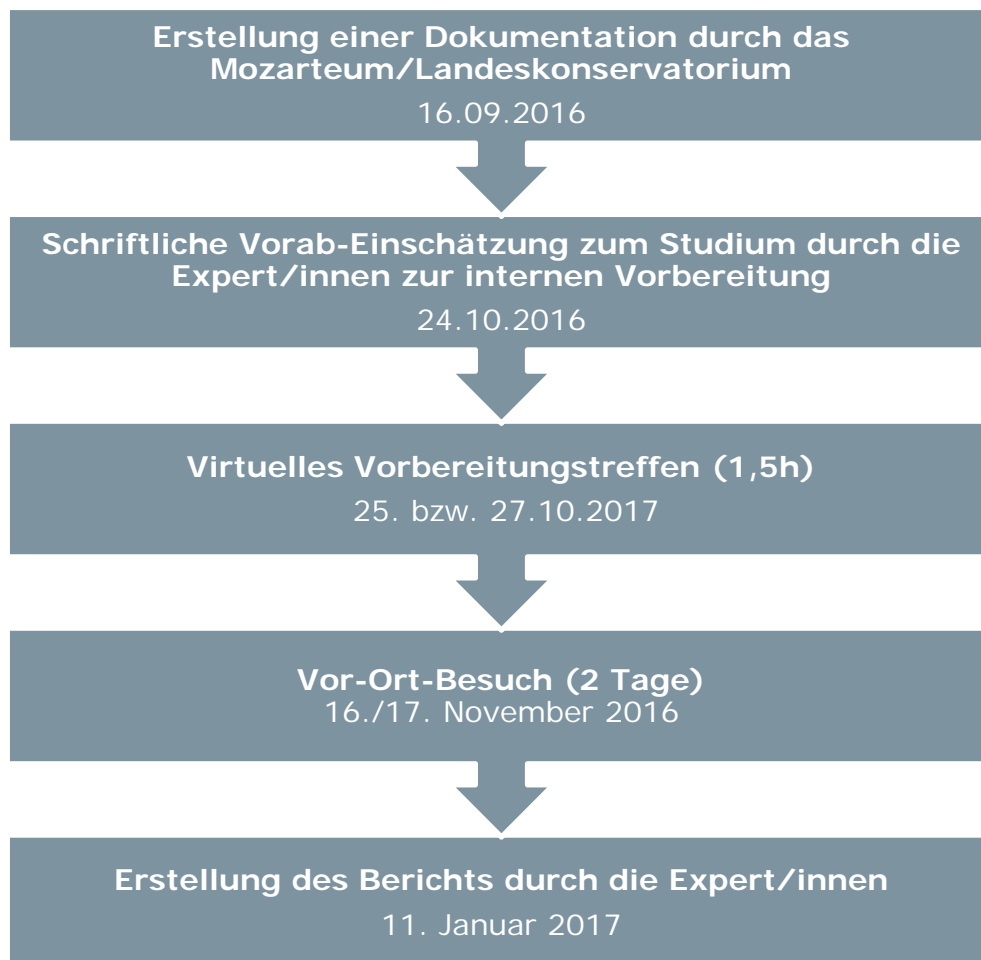 Erstellung einer Dokumentation durch das
Mozarteum/Landeskonservatorium
16.09.2016
Schriftliche Vorab-Einschätzung zum Studium durch die
Expert/innen zur internen Vorbereitung
24.10.2016
Virtuelles Vorbereitungstreffen (1,5h)
25. bzw. 27.10.2017
Vor-Ort-Besuch (2 Tage)
16./17. November 2016
Erstellung des Berichts durch die Expert/innen
11. Januar 2017